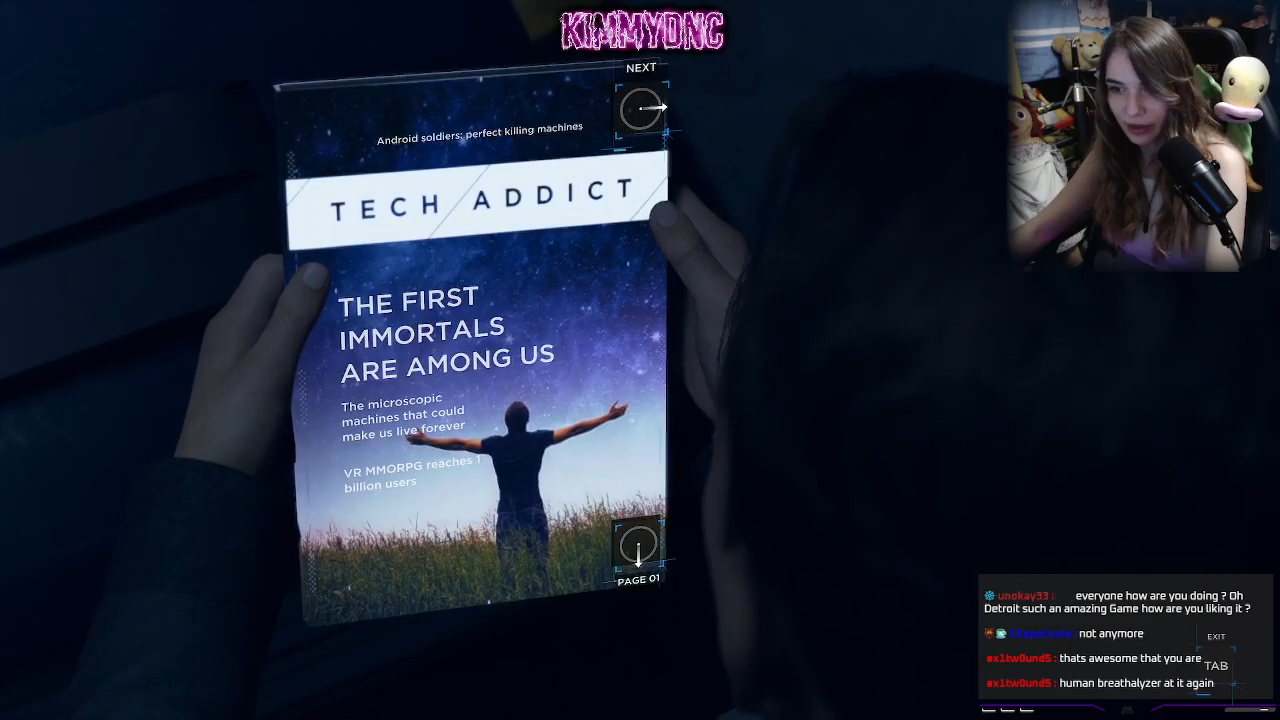 KIMMYDNC
NEXT
Android soldiers: perfect killing machines
TECH ADDICT
THE FIRST
IMMORTALS
ARE AMONG US
The microscopic
machines that could
make us live forever
VR MMORPG reaches 1
billion users
PAGE 01
unokay33 : everyone how are you doing ? Oh
Detroit such an amazing Game how are you liking it ?
not anymore
EXIT
ex1tw0und5 : thats awesome that you are
TAB
ex1tw0und5 : human breathalyzer at it again